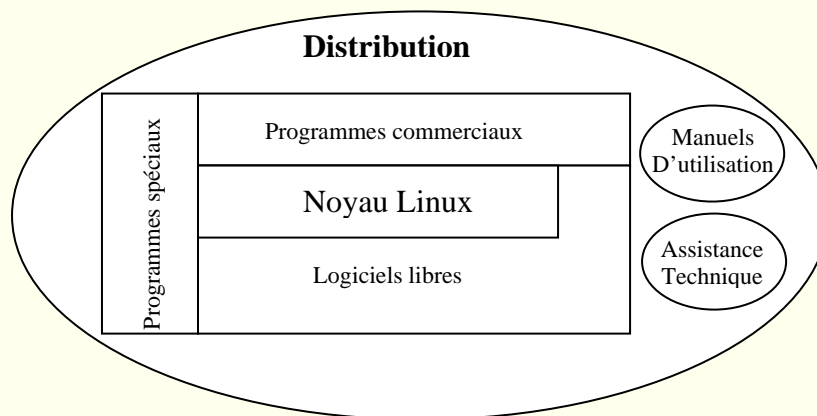 Distribution
Programmes spéciaux
Programmes commerciaux
Noyau Linux
Logiciels libres
Manuels
D’utilisation
Assistance
Technique